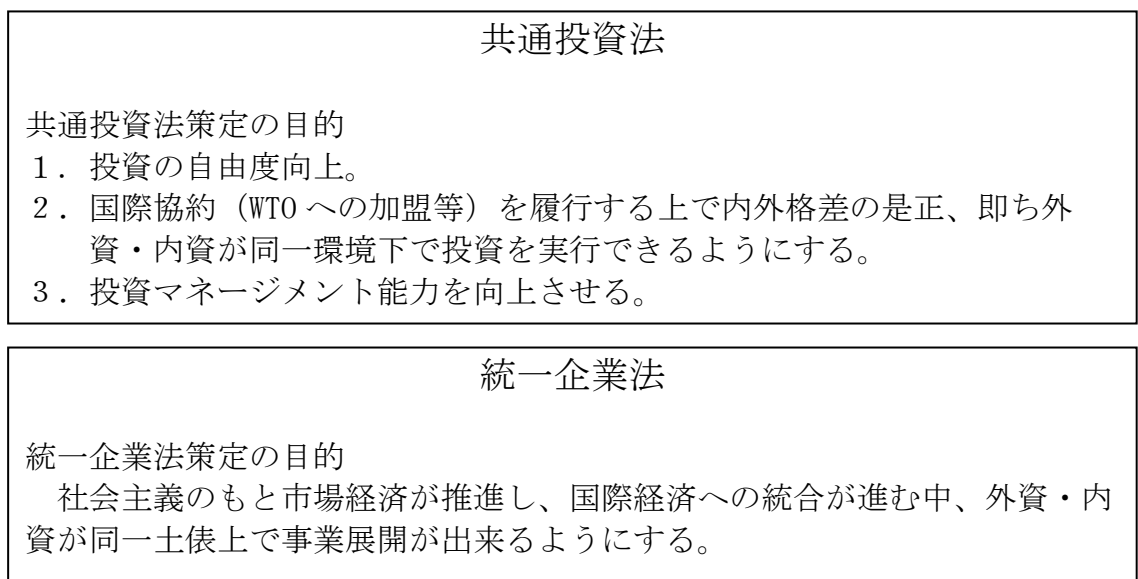 共通投資法
共通投資法策定の目的
１．投資の自由度向上。
２．国際協約（WTO への加盟等）を履行する上で内外格差の是正、即ち外
資・内資が同一環境下で投資を実行できるようにする。
３．投資マネージメント能力を向上させる。
統一企業法
統一企業法策定の目的
　社会主義のもと市場経済が推進し、国際経済への統合が進む中、外資・内
資が同一土俵上で事業展開が出来るようにする。